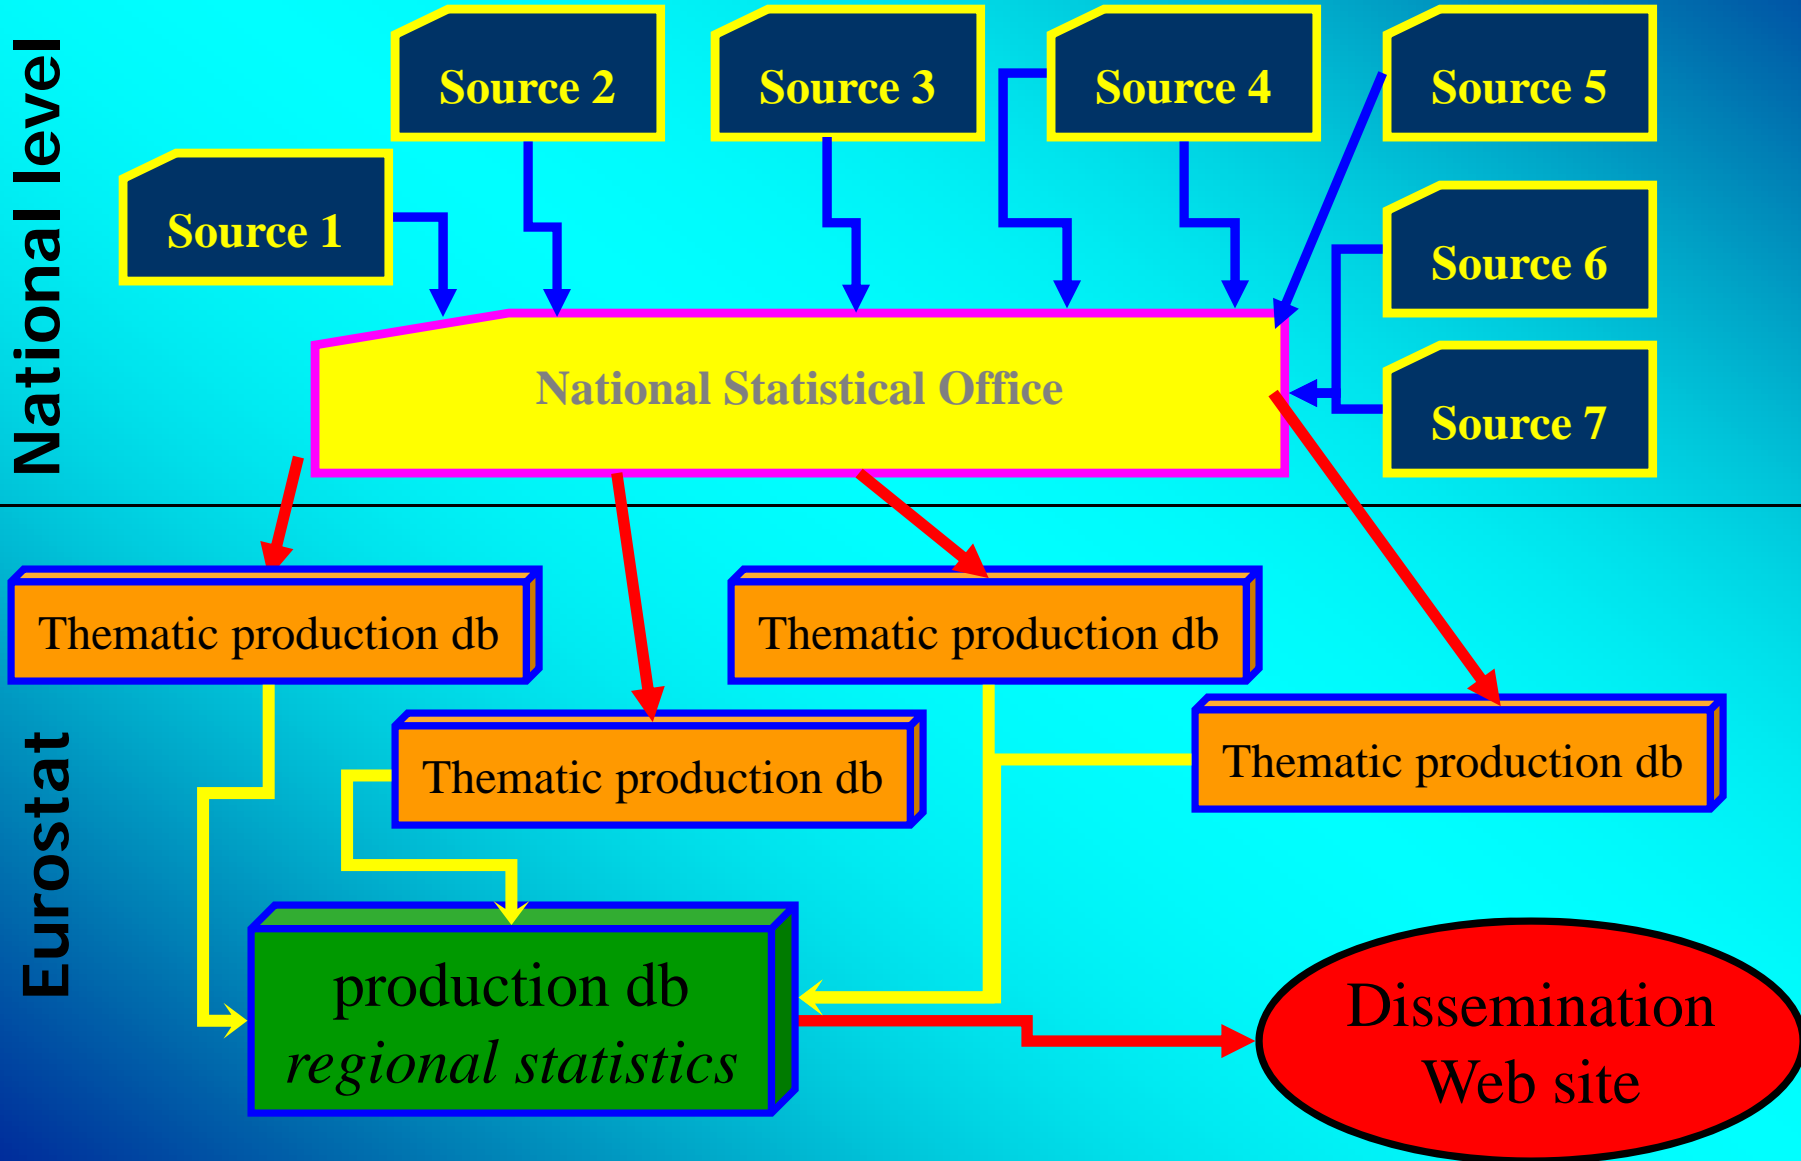 National level
Source 1
Source 2
Source 3
Source 4
Source 5
Source 6
Source 7
National Statistical Office
Eurostat
Thematic production db
Thematic production db
Thematic production db
Thematic production db
production db
regional statistics
Dissemination
Web site